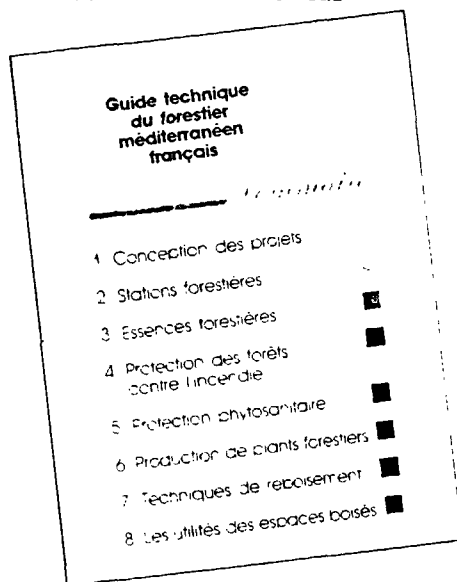 Guide technique
du forestier
méditerranéen
français
1 Conception des projets
2 Stations forestières
3 Essences forestières
4 Protection des forêts
contre l'incendie
5 Protection phytosanitaire
6 Production de plants forestiers
7 Techniques de reboisement
8 Les utilités des espaces boisés